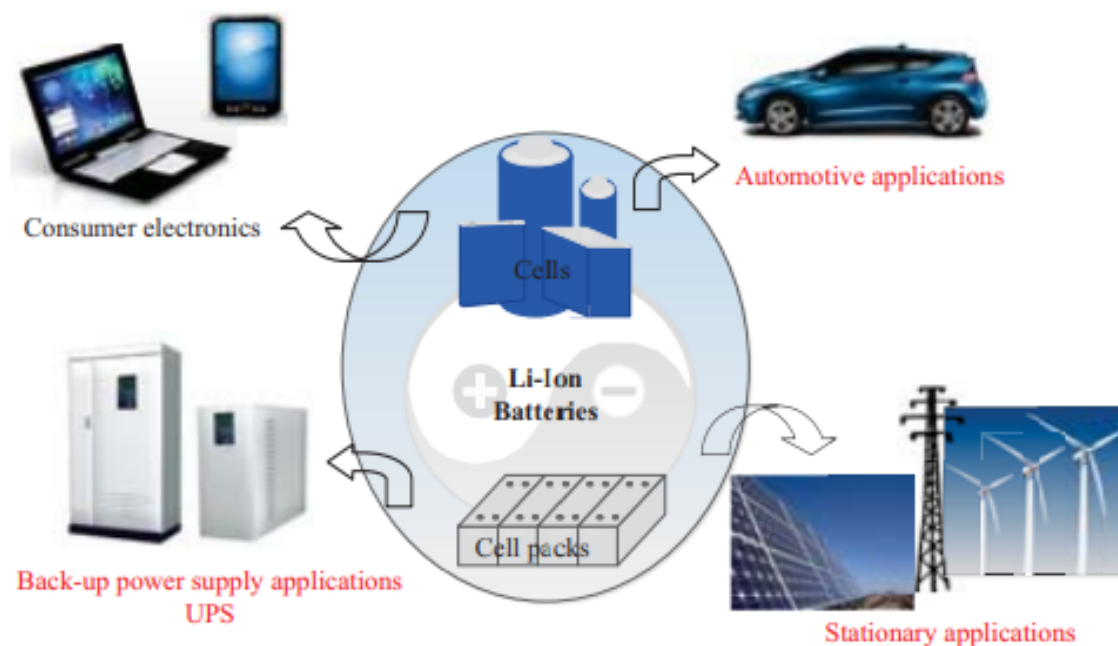 Consumer electronics
Automotive applications
Cells
Li-Ion
Batteries
Cell packs
Back-up power supply applications
UPS
Stationary applications